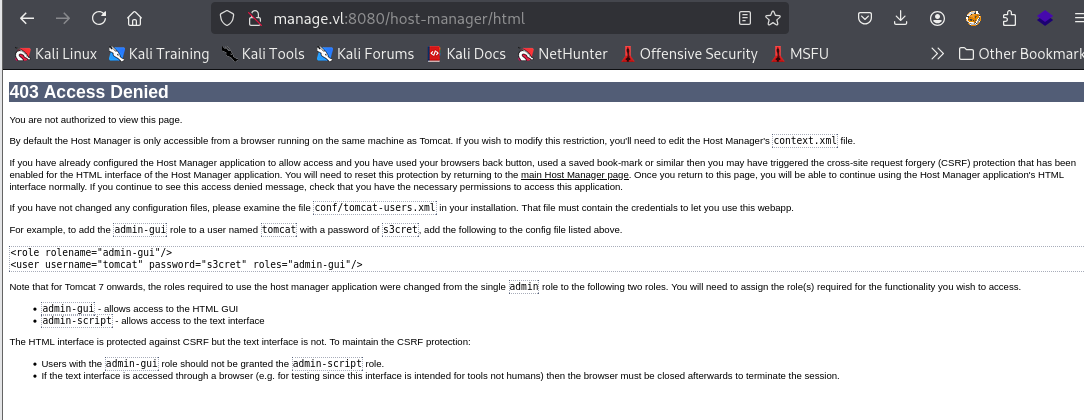 manage.vl:8080/host-manager/html
Kali Linux Kali Training Kali Tools Kali Forums Kali Docs NetHunter Offensive Security MSFU Other Bookmark
403 Access Denied
You are not authorized to view this page.
By default the Host Manager is only accessible from a browser running on the same machine as Tomcat. If you wish to modify this restriction, you'll need to edit the Host Manager's context.xml file.
If you have already configured the Host Manager application to allow access and you have used your browsers back button, used a saved book-mark or similar then you may have triggered the cross-site request forgery (CSRF) protection that has been
enabled for the HTML interface of the Host Manager application. You will need to reset this protection by returning to the main Host Manager page. Once you return to this page, you will be able to continue using the Host Manager application's HTML
interface normally. If you continue to see this access denied message, check that you have the necessary permissions to access this application.
If you have not changed any configuration files, please examine the file conf/tomcat-users.xml in your installation. That file must contain the credentials to let you use this webapp.
For example, to add the admin-gui role to a user named tomcat with a password of s3cret, add the following to the config file listed above.
<role rolename="admin-gui"/>
<user username="tomcat" password="s3cret" roles="admin-gui"/>
Note that for Tomcat 7 onwards, the roles required to use the host manager application were changed from the single admin role to the following two roles. You will need to assign the role(s) required for the functionality you wish to access.
• admin-gui - allows access to the HTML GUI
• admin-script - allows access to the text interface
The HTML interface is protected against CSRF but the text interface is not. To maintain the CSRF protection:
• Users with the admin-gui role should not be granted the admin-script role.
• If the text interface is accessed through a browser (e.g. for testing since this interface is intended for tools not humans) then the browser must be closed afterwards to terminate the session.